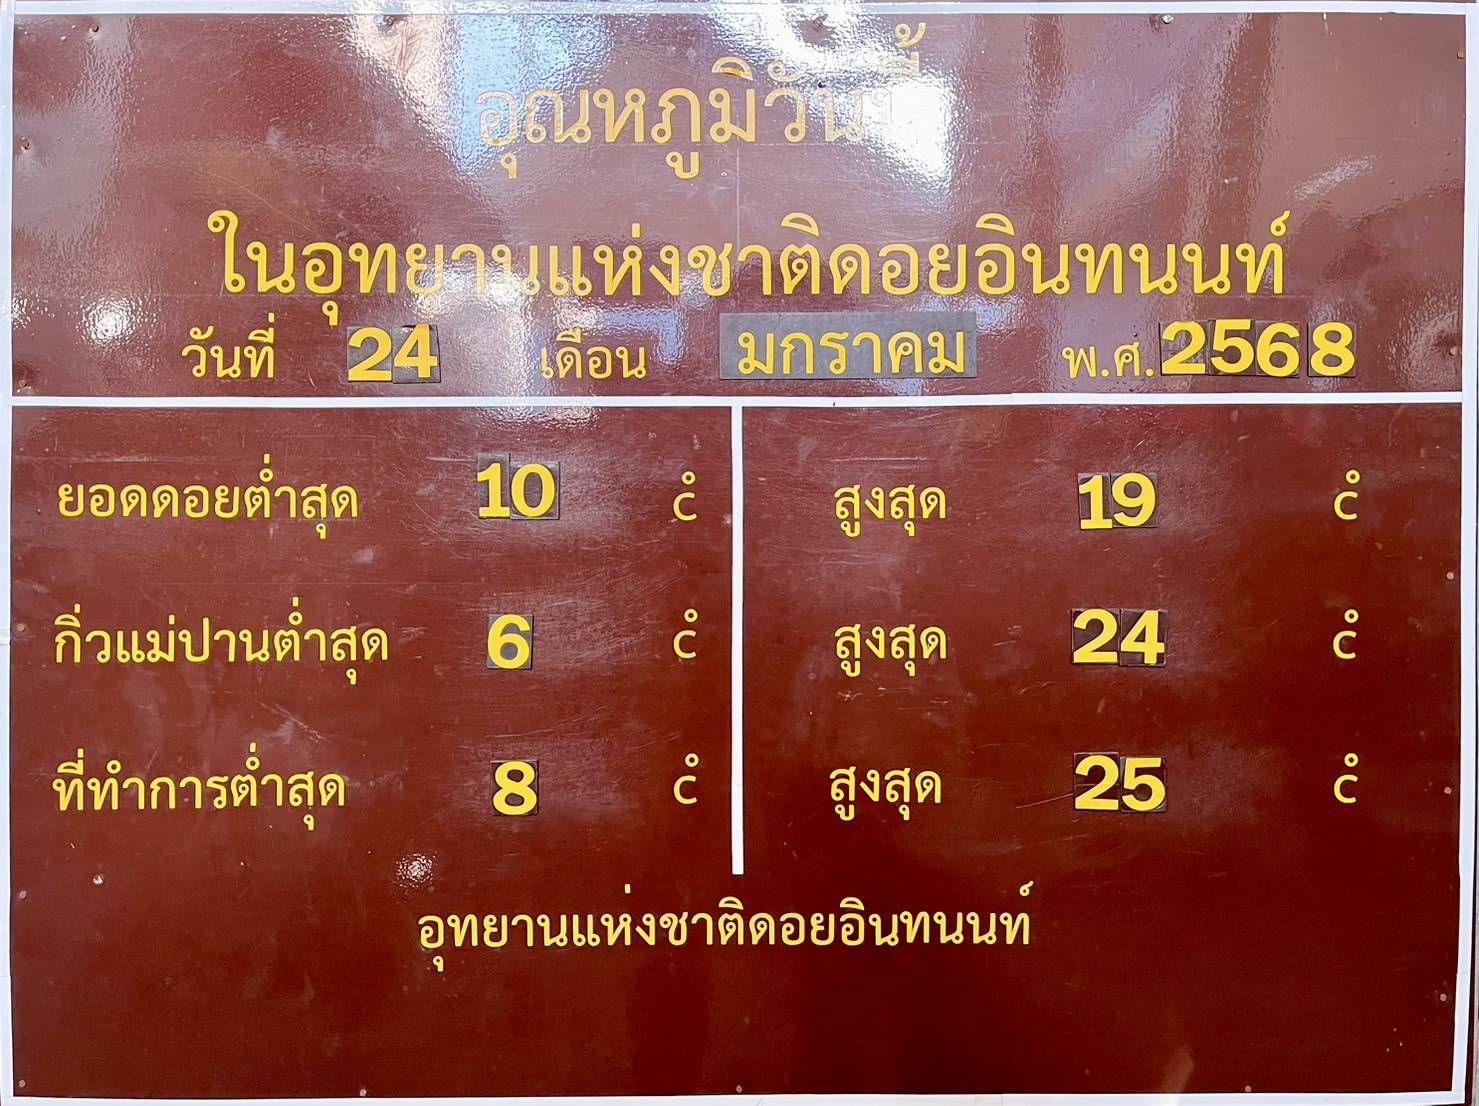 อุณหภูมิวันนี้
ในอุทยานแห่งชาติดอยอินทนนท์
วันที่ 24 เดือน มกราคม พ.ศ. 2568
ยอดดอยต่ำสุด 10 C̊ สูงสุด 19 C̊
กิ่วแม่ปานต่ำสุด 6 C̊ สูงสุด 24 C̊
ที่ทำการต่ำสุด 8 C̊ สูงสุด 25 C̊
อุทยานแห่งชาติดอยอินทนนท์